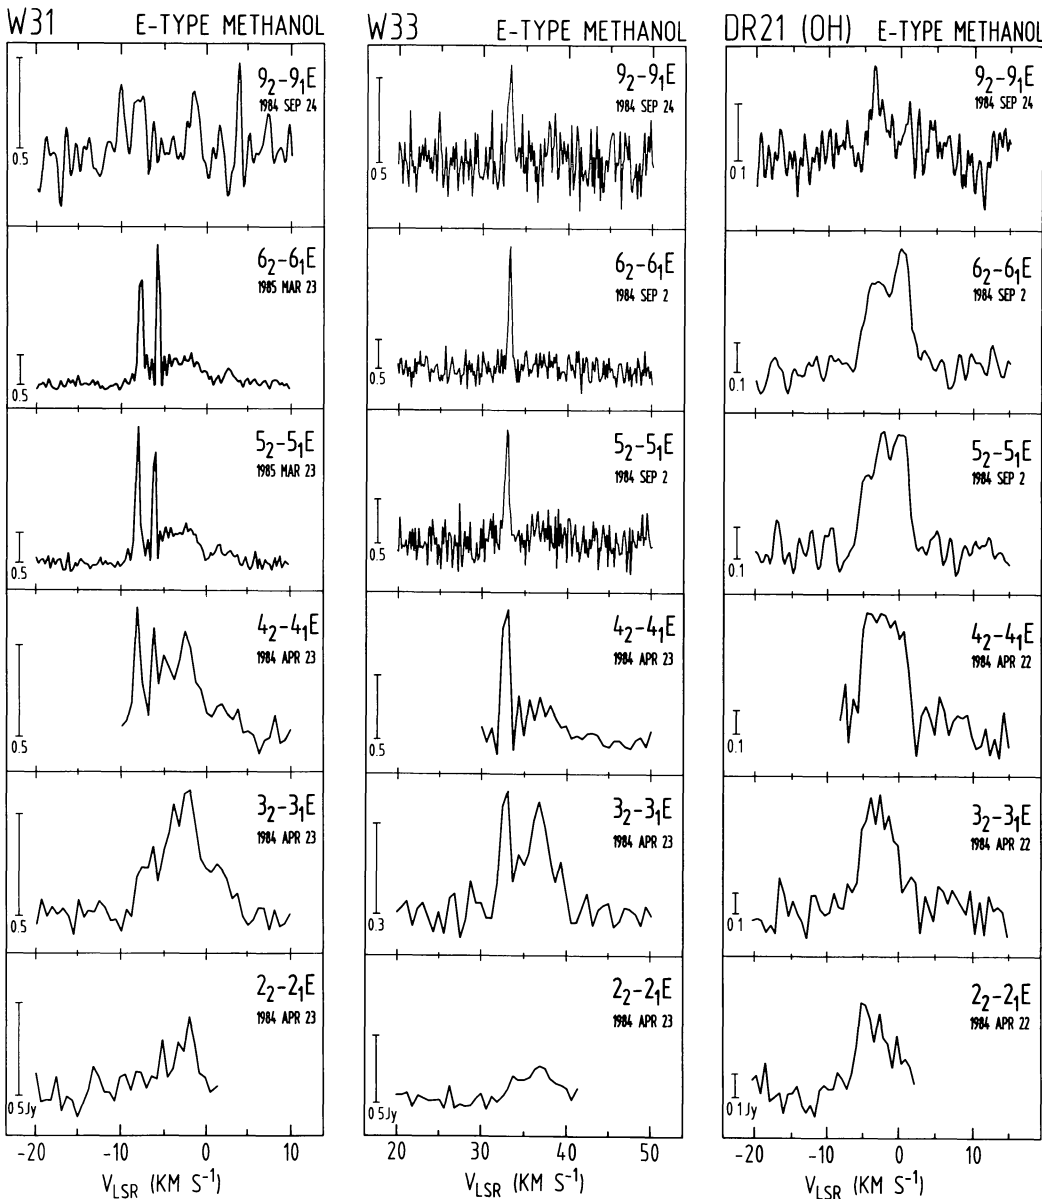 W31 E-TYPE METHANOL
9₂-9₁E
1984 SEP 24
0.5
6₂-6₁E
1985 MAR 23
0.5
5₂-5₁E
1985 MAR 23
0.5
4₂-4₁E
1984 APR 23
0.5
3₂-3₁E
1984 APR 23
0.5
2₂-2₁E
1984 APR 23
0.5Jy
-20 -10 0 10
V_LSR (KM S⁻¹)
W33 E-TYPE METHANOL
9₂-9₁E
1984 SEP 24
0.5
6₂-6₁E
1984 SEP 2
0.5
5₂-5₁E
1984 SEP 2
0.5
4₂-4₁E
1984 APR 23
0.5
3₂-3₁E
1984 APR 23
0.3
2₂-2₁E
1984 APR 23
0.5Jy
20 30 40 50
V_LSR (KM S⁻¹)
DR21 (OH) E-TYPE METHANOL
9₂-9₁E
1984 SEP 24
0.1
6₂-6₁E
1984 SEP 2
0.1
5₂-5₁E
1984 SEP 2
0.1
4₂-4₁E
1984 APR 22
0.1
3₂-3₁E
1984 APR 22
0.1
2₂-2₁E
1984 APR 22
0.1Jy
-20 -10 0 10
V_LSR (KM S⁻¹)